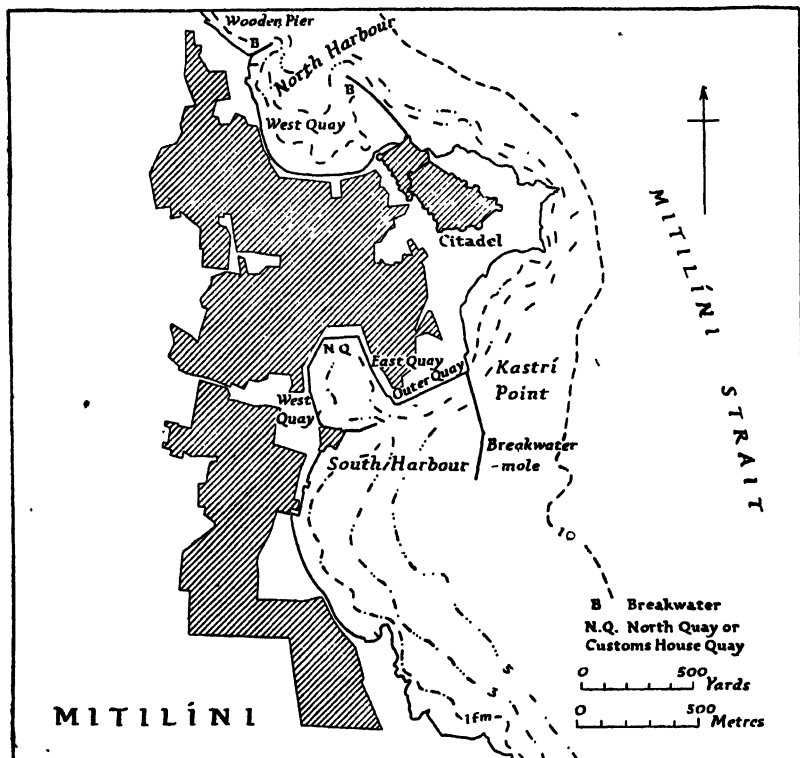 Wooden Pier
B
North Harbour
B
West Quay
Citadel
MITILÍNI STRAIT
N Q
East Quay
Outer Quay
Kastrí
Point
West
Quay
South Harbour
Breakwater
-mole
10
B Breakwater
N.Q. North Quay or
Customs House Quay
5
0 500
Yards
3
0 500
Metres
1fm
MITILÍNI